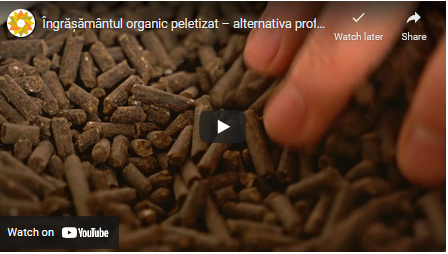 Îngrășământul organic peletizat – alternativa prof...
Watch later
Share
Watch on YouTube